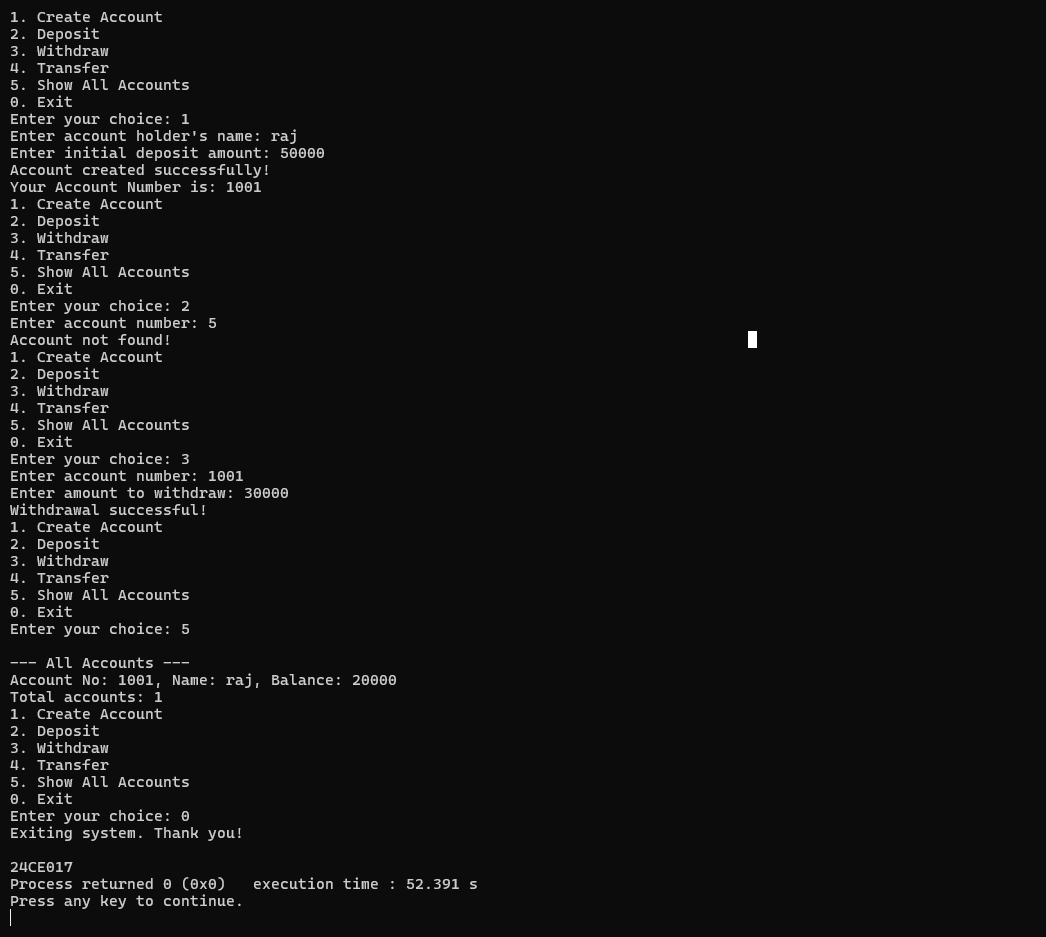 1. Create Account
2. Deposit
3. Withdraw
4. Transfer
5. Show All Accounts
0. Exit
Enter your choice: 1
Enter account holder's name: raj
Enter initial deposit amount: 50000
Account created successfully!
Your Account Number is: 1001
1. Create Account
2. Deposit
3. Withdraw
4. Transfer
5. Show All Accounts
0. Exit
Enter your choice: 2
Enter account number: 5
Account not found!
1. Create Account
2. Deposit
3. Withdraw
4. Transfer
5. Show All Accounts
0. Exit
Enter your choice: 3
Enter account number: 1001
Enter amount to withdraw: 30000
Withdrawal successful!
1. Create Account
2. Deposit
3. Withdraw
4. Transfer
5. Show All Accounts
0. Exit
Enter your choice: 5

--- All Accounts ---
Account No: 1001, Name: raj, Balance: 20000
Total accounts: 1
1. Create Account
2. Deposit
3. Withdraw
4. Transfer
5. Show All Accounts
0. Exit
Enter your choice: 0
Exiting system. Thank you!

24CE017
Process returned 0 (0x0)   execution time : 52.391 s
Press any key to continue.